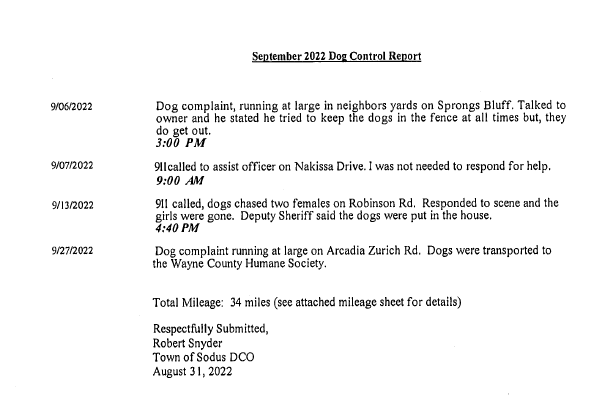 September 2022 Dog Control Report
9/06/2022 Dog complaint, running at large in neighbors yards on Sprongs Bluff. Talked to
owner and he stated he tried to keep the dogs in the fence at all times but, they
do get out.
3:00 PM
9/07/2022 911called to assist officer on Nakissa Drive. I was not needed to respond for help.
9:00 AM
9/13/2022 911 called, dogs chased two females on Robinson Rd. Responded to scene and the
girls were gone. Deputy Sheriff said the dogs were put in the house.
4:40 PM
9/27/2022 Dog complaint running at large on Arcadia Zurich Rd. Dogs were transported to
the Wayne County Humane Society.
Total Mileage: 34 miles (see attached mileage sheet for details)
Respectfully Submitted,
Robert Snyder
Town of Sodus DCO
August 31, 2022